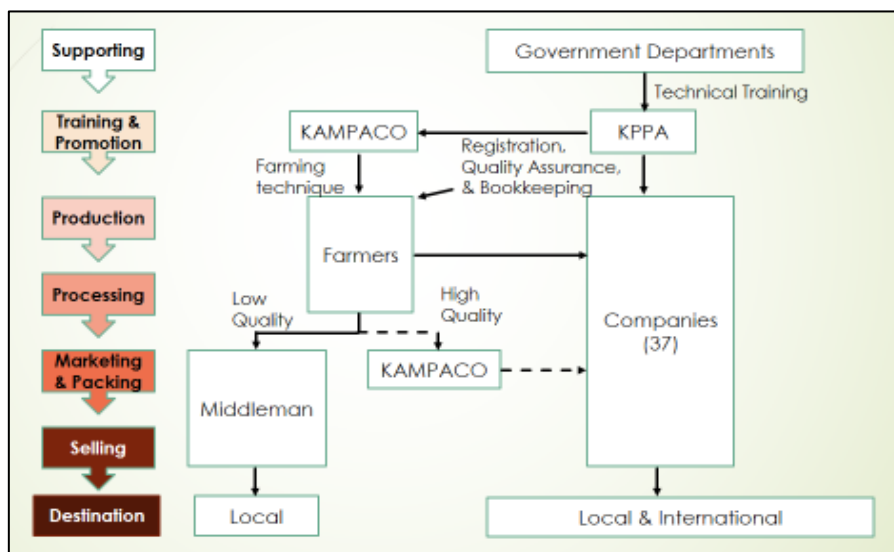 Supporting
Training &
Promotion
Production
Processing
Marketing
& Packing
Selling
Destination
Government Departments
Technical Training
KAMPACO
KPPA
Registration,
Quality Assurance,
& Bookkeeping
Farming
technique
Farmers
Low
Quality
High
Quality
Companies
(37)
KAMPACO
Middleman
Local
Local & International